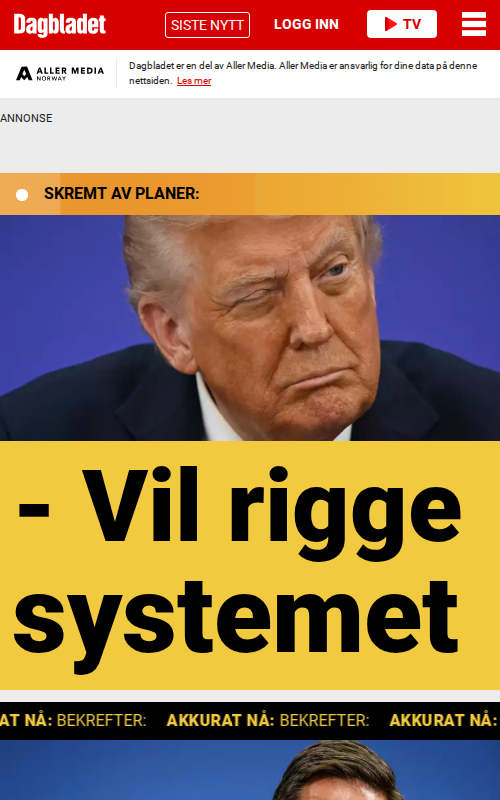 Dagbladet
SISTE NYTT
LOGG INN
TV
ALLER MEDIA
NORWAY
Dagbladet er en del av Aller Media. Aller Media er ansvarlig for dine data på denne
nettsiden. Les mer
ANNONSE
SKREMT AV PLANER:
- Vil rigge
systemet
AT NÅ: BEKREFTER: AKKURAT NÅ: BEKREFTER: AKKURAT NÅ: